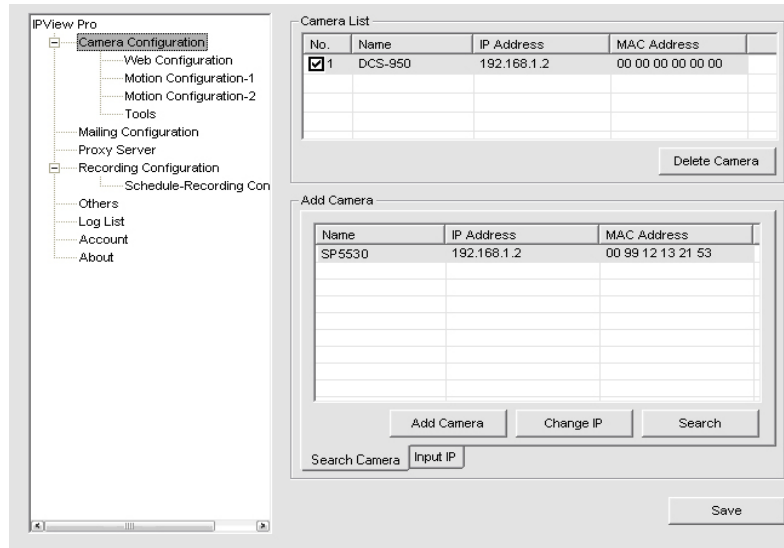 IPView Pro
Camera Configuration
Web Configuration
Motion Configuration-1
Motion Configuration-2
Tools
Mailing Configuration
Proxy Server
Recording Configuration
Schedule-Recording Con
Others
Log List
Account
About
Camera List
No. Name IP Address MAC Address
1 DCS-950 192.168.1.2 00 00 00 00 00 00
Delete Camera
Add Camera
Name IP Address MAC Address
SP5530 192.168.1.2 00 99 12 13 21 53
Add Camera Change IP Search
Search Camera Input IP
Save